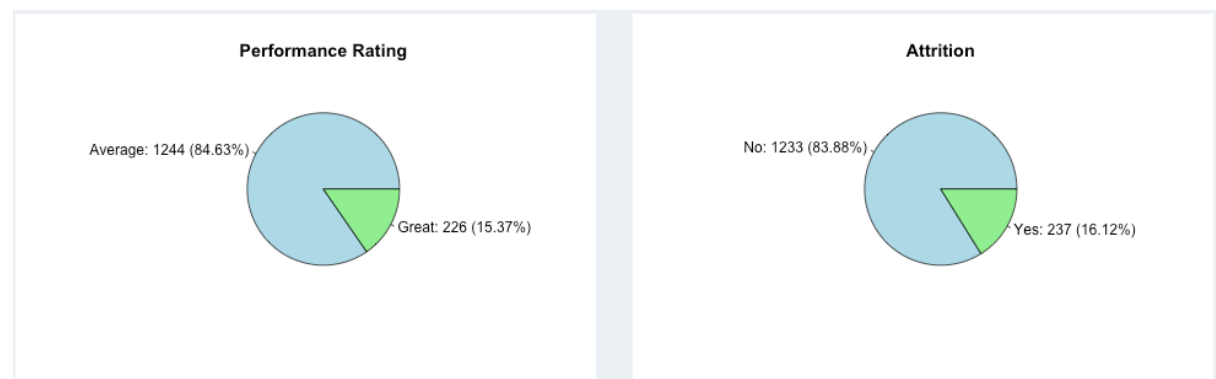 Performance Rating
Average: 1244 (84.63%)
Great: 226 (15.37%)
Attrition
No: 1233 (83.88%)
Yes: 237 (16.12%)